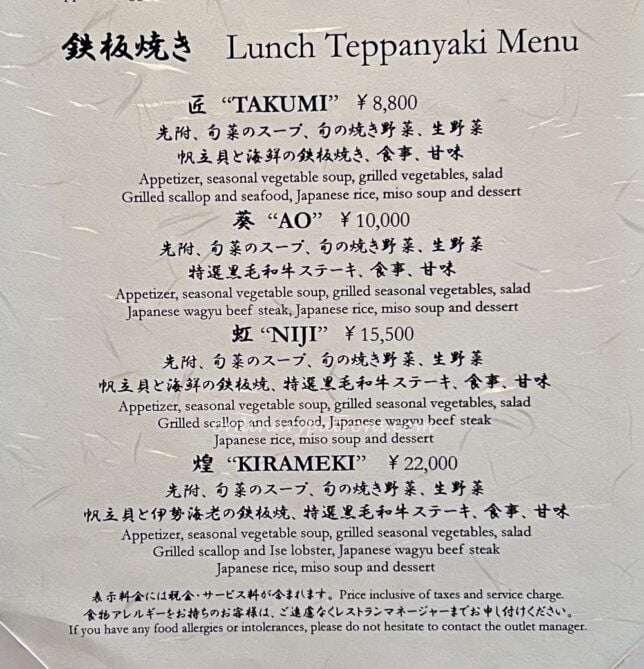 鉄板焼き Lunch Teppanyaki Menu
匠 “TAKUMI” ￥8,800
先附、旬菜のスープ、旬の焼き野菜、生野菜
帆立貝と海鮮の鉄板焼き、食事、甘味
Appetizer, seasonal vegetable soup, grilled vegetables, salad
Grilled scallop and seafood, Japanese rice, miso soup and dessert
葵 “AO” ￥10,000
先附、旬菜のスープ、旬の焼き野菜、生野菜
特選黒毛和牛ステーキ、食事、甘味
Appetizer, seasonal vegetable soup, grilled seasonal vegetables, salad
Japanese wagyu beef steak, Japanese rice, miso soup and dessert
虹 “NIJI” ￥15,500
先附、旬菜のスープ、旬の焼き野菜、生野菜
帆立貝と海鮮の鉄板焼、特選黒毛和牛ステーキ、食事、甘味
Appetizer, seasonal vegetable soup, grilled seasonal vegetables, salad
Grilled scallop and seafood, Japanese wagyu beef steak
Japanese rice, miso soup and dessert
煌 “KIRAMEKI” ￥22,000
先附、旬菜のスープ、旬の焼き野菜、生野菜
帆立貝と伊勢海老の鉄板焼、特選黒毛和牛ステーキ、食事、甘味
Appetizer, seasonal vegetable soup, grilled seasonal vegetables, salad
Grilled scallop and Ise lobster, Japanese wagyu beef steak
Japanese rice, miso soup and dessert
表示料金には税金・サービス料が含まれます。Price inclusive of taxes and service charge.
食物アレルギーをお持ちのお客様は、ご遠慮なくレストランマネージャーまでお申し付けください。
If you have any food allergies or intolerances, please do not hesitate to contact the outlet manager.